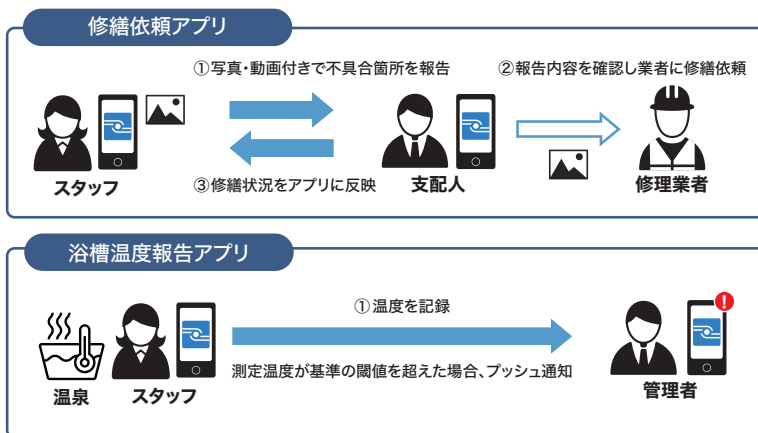 修繕依頼アプリ
①写真・動画付きで不具合箇所を報告
②報告内容を確認し業者に修繕依頼
スタッフ
③修繕状況をアプリに反映
支配人
修理業者
浴槽温度報告アプリ
①温度を記録
測定温度が基準の閾値を超えた場合、プッシュ通知
温泉
スタッフ
管理者